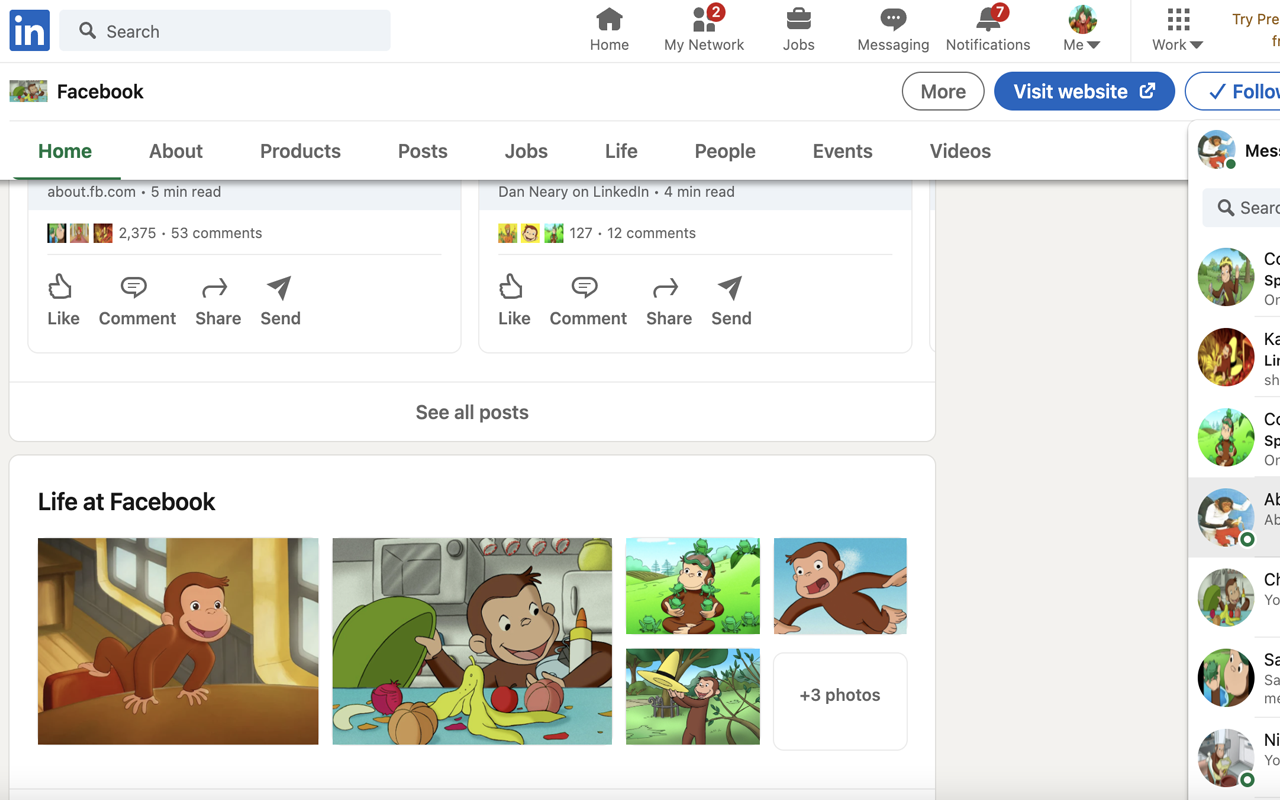 in
Search
Home
2
My Network
Jobs
Messaging
7
Notifications
Me
Work
Try Pre
f
Facebook
More
Visit website
Follow
Home
About
Products
Posts
Jobs
Life
People
Events
Videos
Mess
Searc
about.fb.com • 5 min read
2,375 • 53 comments
Like
Comment
Share
Send
Dan Neary on LinkedIn • 4 min read
127 • 12 comments
Like
Comment
Share
Send
See all posts
Life at Facebook
+3 photos
Co
Sp
Or
Ka
Lin
sh
Co
Sp
Or
Ab
Ab
Ch
Yo
Sa
Sa
me
Ni
Yo